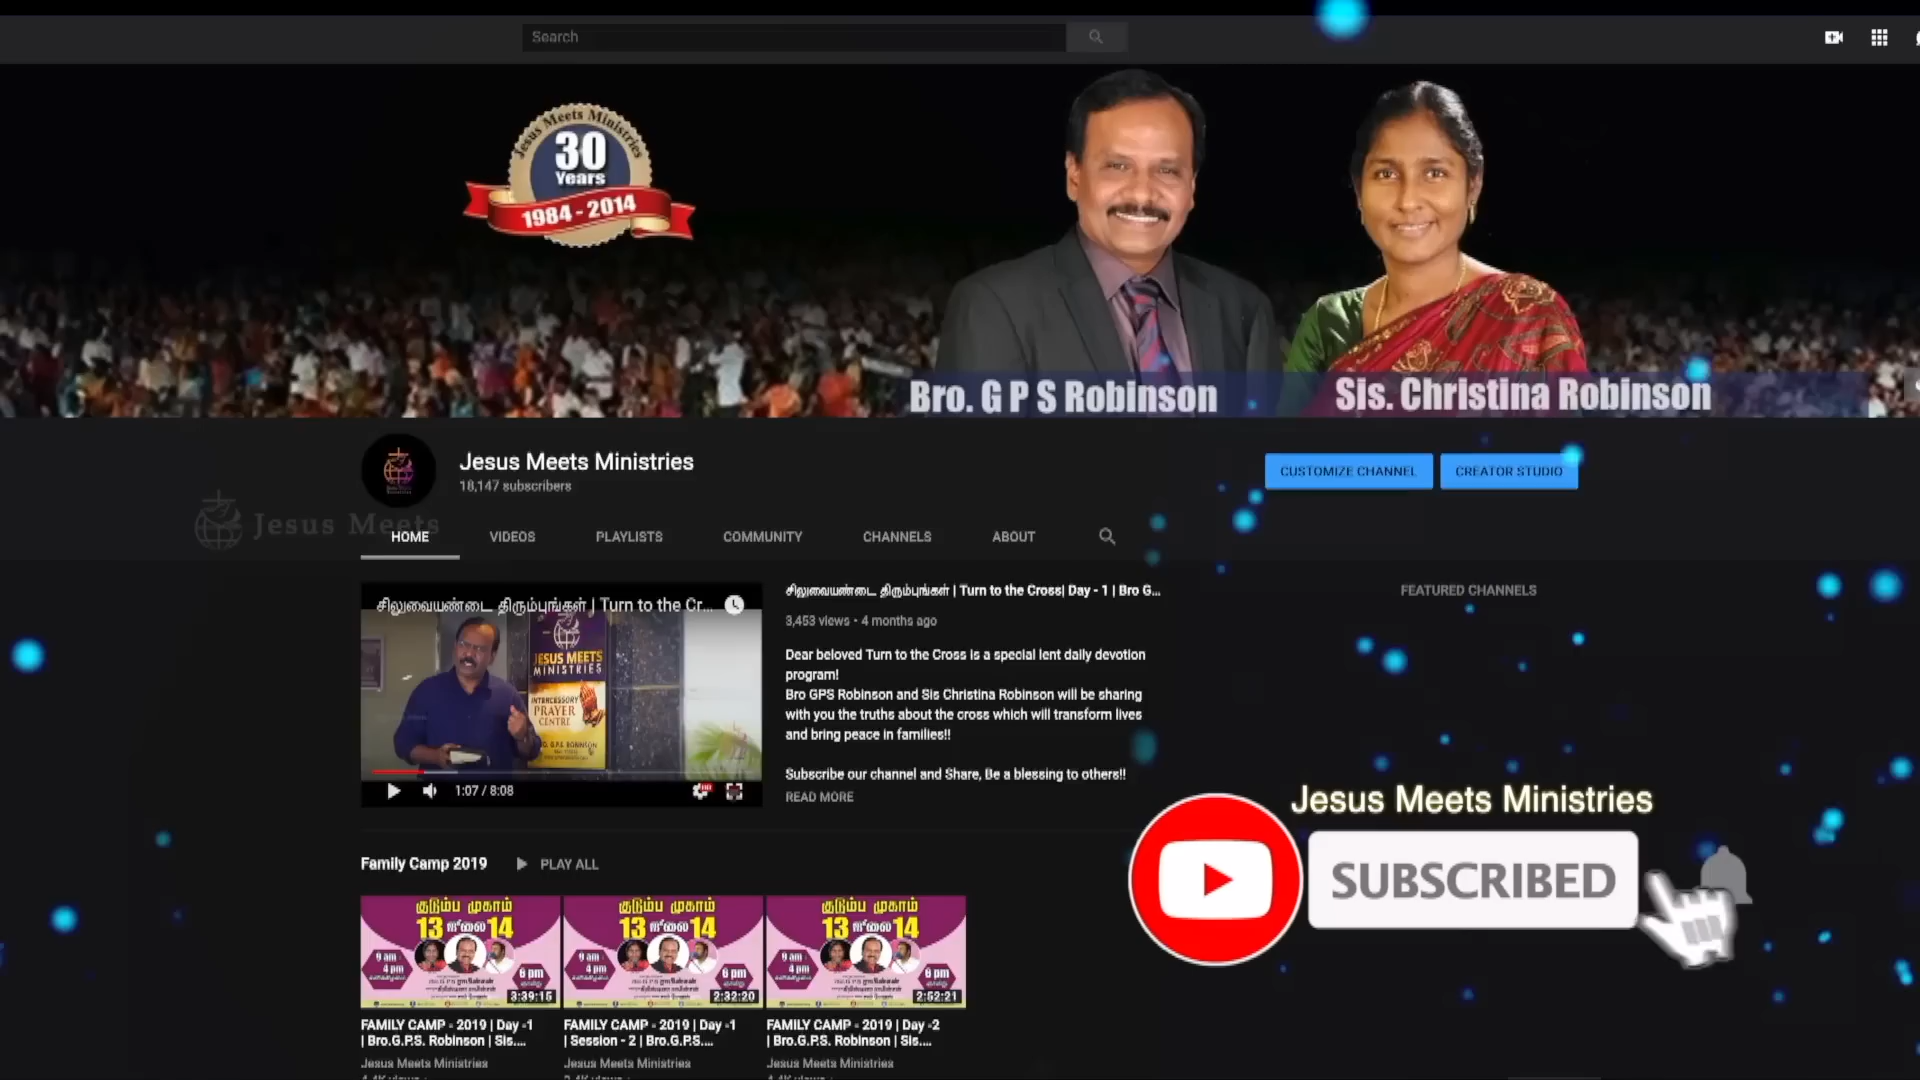 Search
Jesus Meets Ministries
30
Years
1984 - 2014
Bro. G P S Robinson
Sis. Christina Robinson
Jesus Meets Ministries
18,147 subscribers
CUSTOMIZE CHANNEL
CREATOR STUDIO
Jesus Meets
HOME
VIDEOS
PLAYLISTS
COMMUNITY
CHANNELS
ABOUT
சிலுவையண்டை திரும்புங்கள் | Turn to the Cr...
JESUS MEETS
MINISTRIES
INTERCESSORY
PRAYER
CENTRE
1:07 / 8:08
சிலுவையண்டை திரும்புங்கள் | Turn to the Cross| Day - 1 | Bro G...
3,453 views • 4 months ago
Dear beloved Turn to the Cross is a special lent daily devotion
program!
Bro GPS Robinson and Sis Christina Robinson will be sharing
with you the truths about the cross which will transform lives
and bring peace in families!!
Subscribe our channel and Share, Be a blessing to others!!
READ MORE
FEATURED CHANNELS
Jesus Meets Ministries
SUBSCRIBED
Family Camp 2019
PLAY ALL
குடும்ப முகாம்
13 ஜூலை 14
9 am
4 pm
6 pm
3:39:15
குடும்ப முகாம்
13 ஜூலை 14
9 am
4 pm
6 pm
2:32:20
குடும்ப முகாம்
13 ஜூலை 14
9 am
4 pm
6 pm
2:52:21
FAMILY CAMP - 2019 | Day -1
| Bro.G.P.S. Robinson | Sis....
Jesus Meets Ministries
FAMILY CAMP - 2019 | Day -1
| Session - 2 | Bro.G.P.S....
Jesus Meets Ministries
FAMILY CAMP - 2019 | Day -2
| Bro.G.P.S. Robinson | Sis....
Jesus Meets Ministries